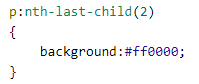 p:nth-last-child(2)
{
    background:#ff0000;
}